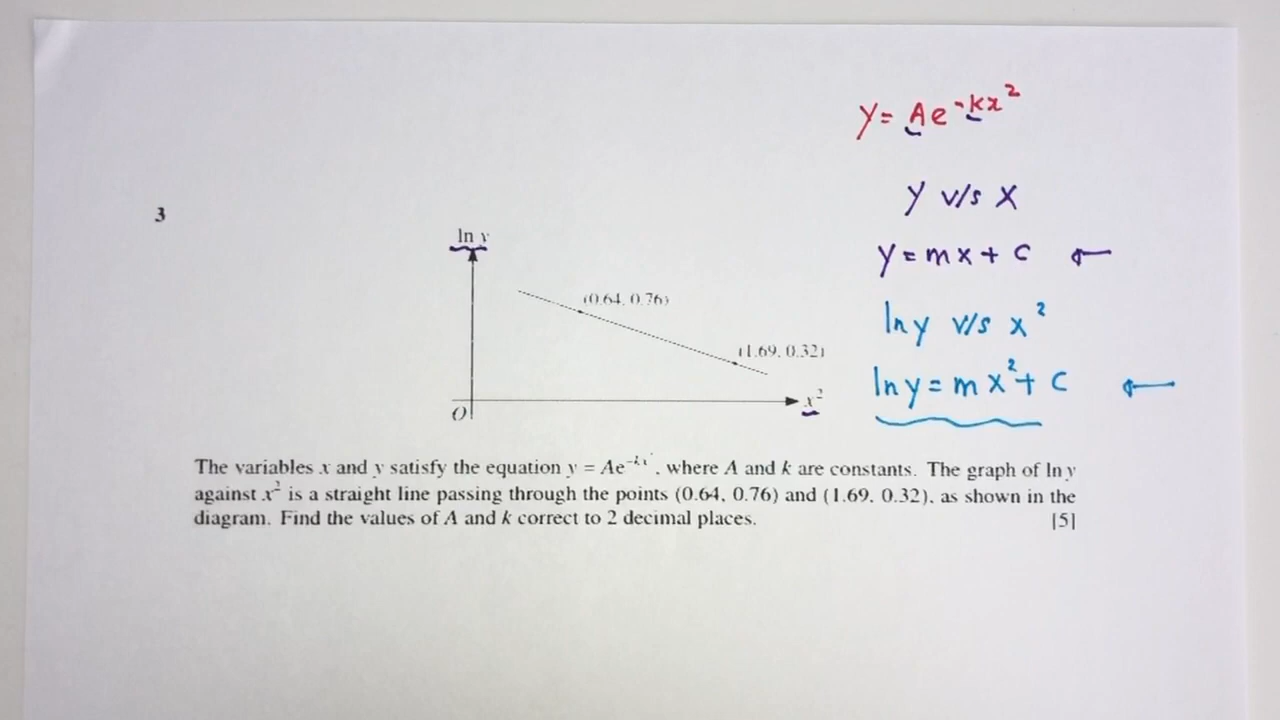 y = Ae^-kx²
y v/s x
3
ln y
y = mx + c
(0.64, 0.76)
ln y v/s x²
(1.69, 0.32)
ln y = mx² + c
x²
O
The variables x and y satisfy the equation y = Ae^-kx², where A and k are constants. The graph of ln y
against x² is a straight line passing through the points (0.64, 0.76) and (1.69, 0.32), as shown in the
diagram. Find the values of A and k correct to 2 decimal places. [5]